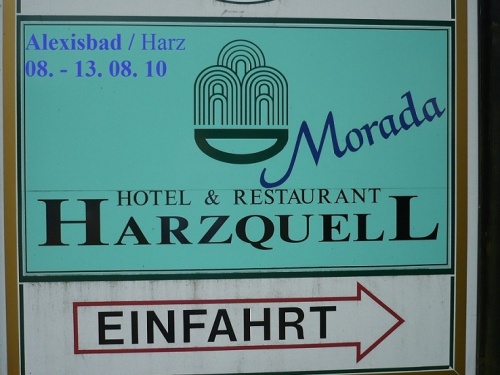 Alexisbad / Harz
08. - 13. 08. 10
Morada
HOTEL & RESTAURANT
HARZQUELL
EINFAHRT